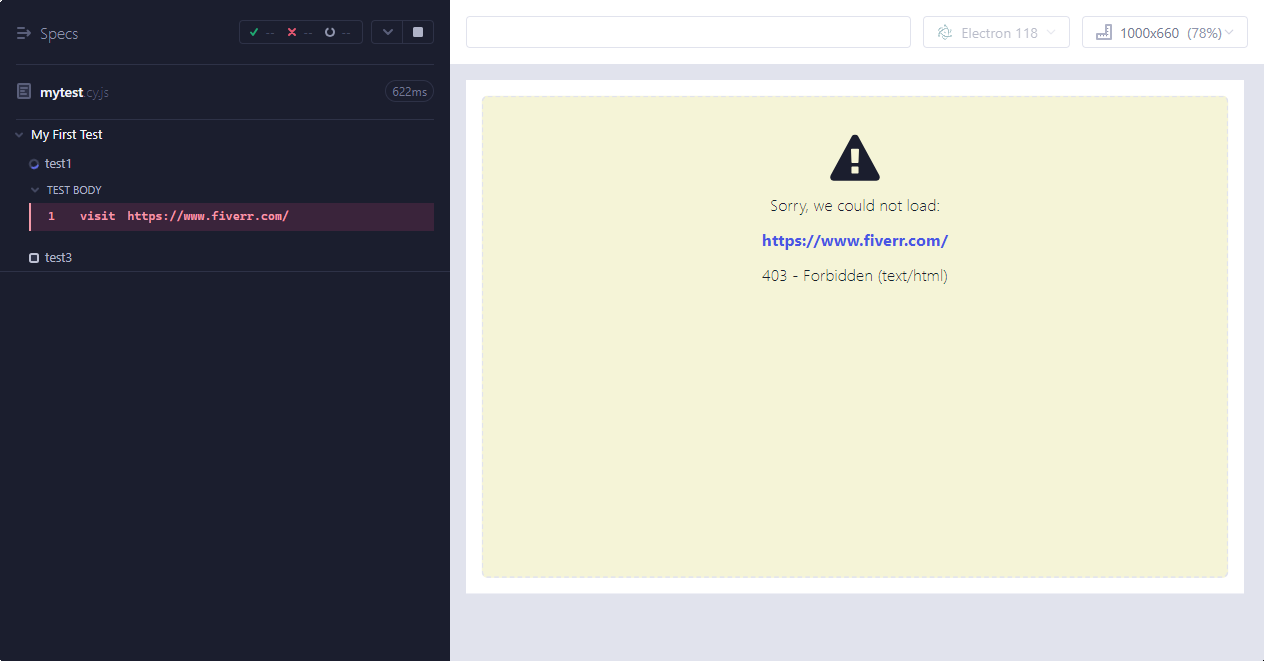 Specs
-- -- --
mytest.cy.js
622ms
My First Test
test1
TEST BODY
1 visit https://www.fiverr.com/
test3
Electron 118
1000x660 (78%)
Sorry, we could not load:
https://www.fiverr.com/
403 - Forbidden (text/html)